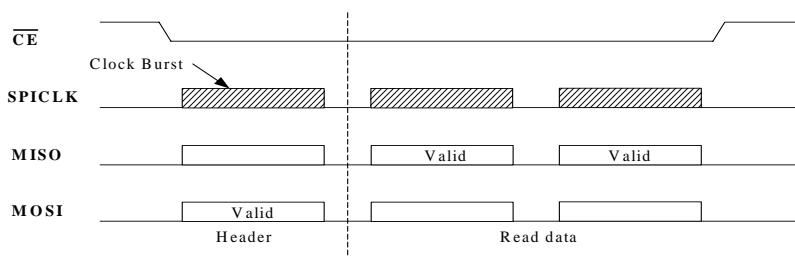 CE
Clock Burst
SPICLK
MISO
Valid Valid
MOSI
Valid
Header Read data